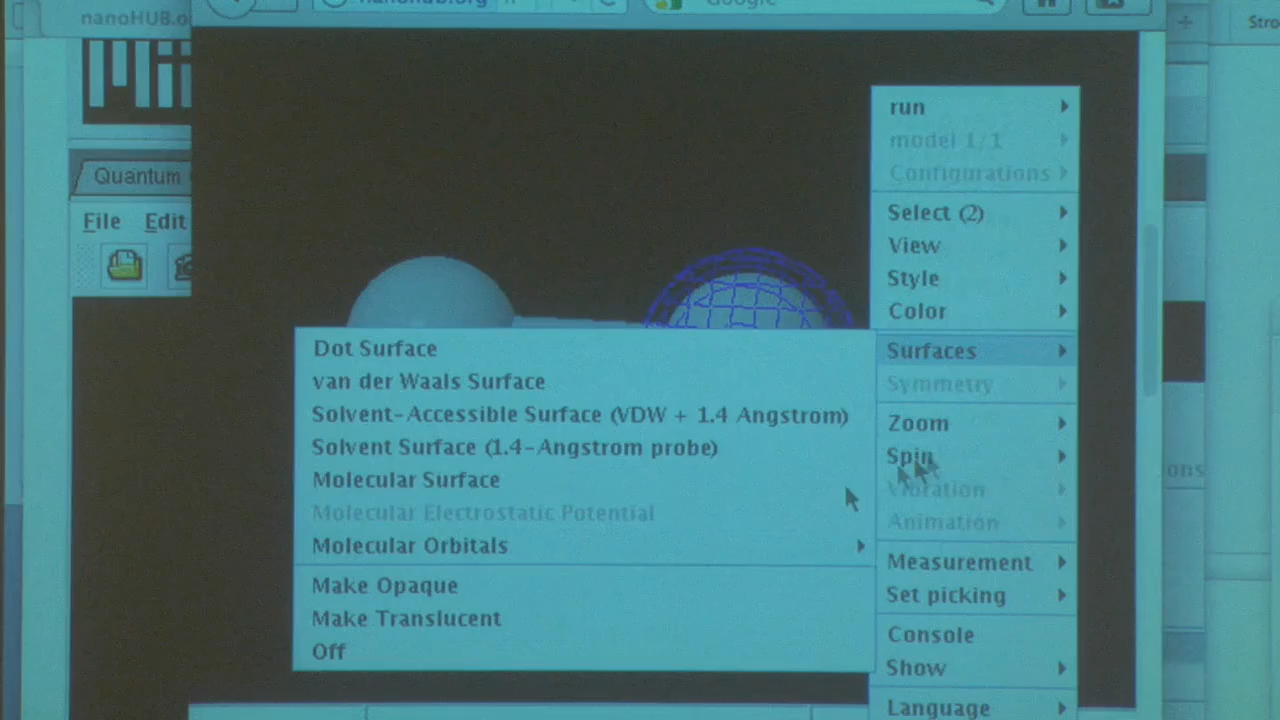 nanoHUB.o
nanohub.org
Google
Stro
Quantum
File Edit
run
model 1/1
Configurations
Select (2)
View
Style
Color
Surfaces
Symmetry
Zoom
Spin
Vibration
Animation
Measurement
Set picking
Console
Show
Language
Dot Surface
van der Waals Surface
Solvent-Accessible Surface (VDW + 1.4 Angstrom)
Solvent Surface (1.4-Angstrom probe)
Molecular Surface
Molecular Electrostatic Potential
Molecular Orbitals
Make Opaque
Make Translucent
Off
ons